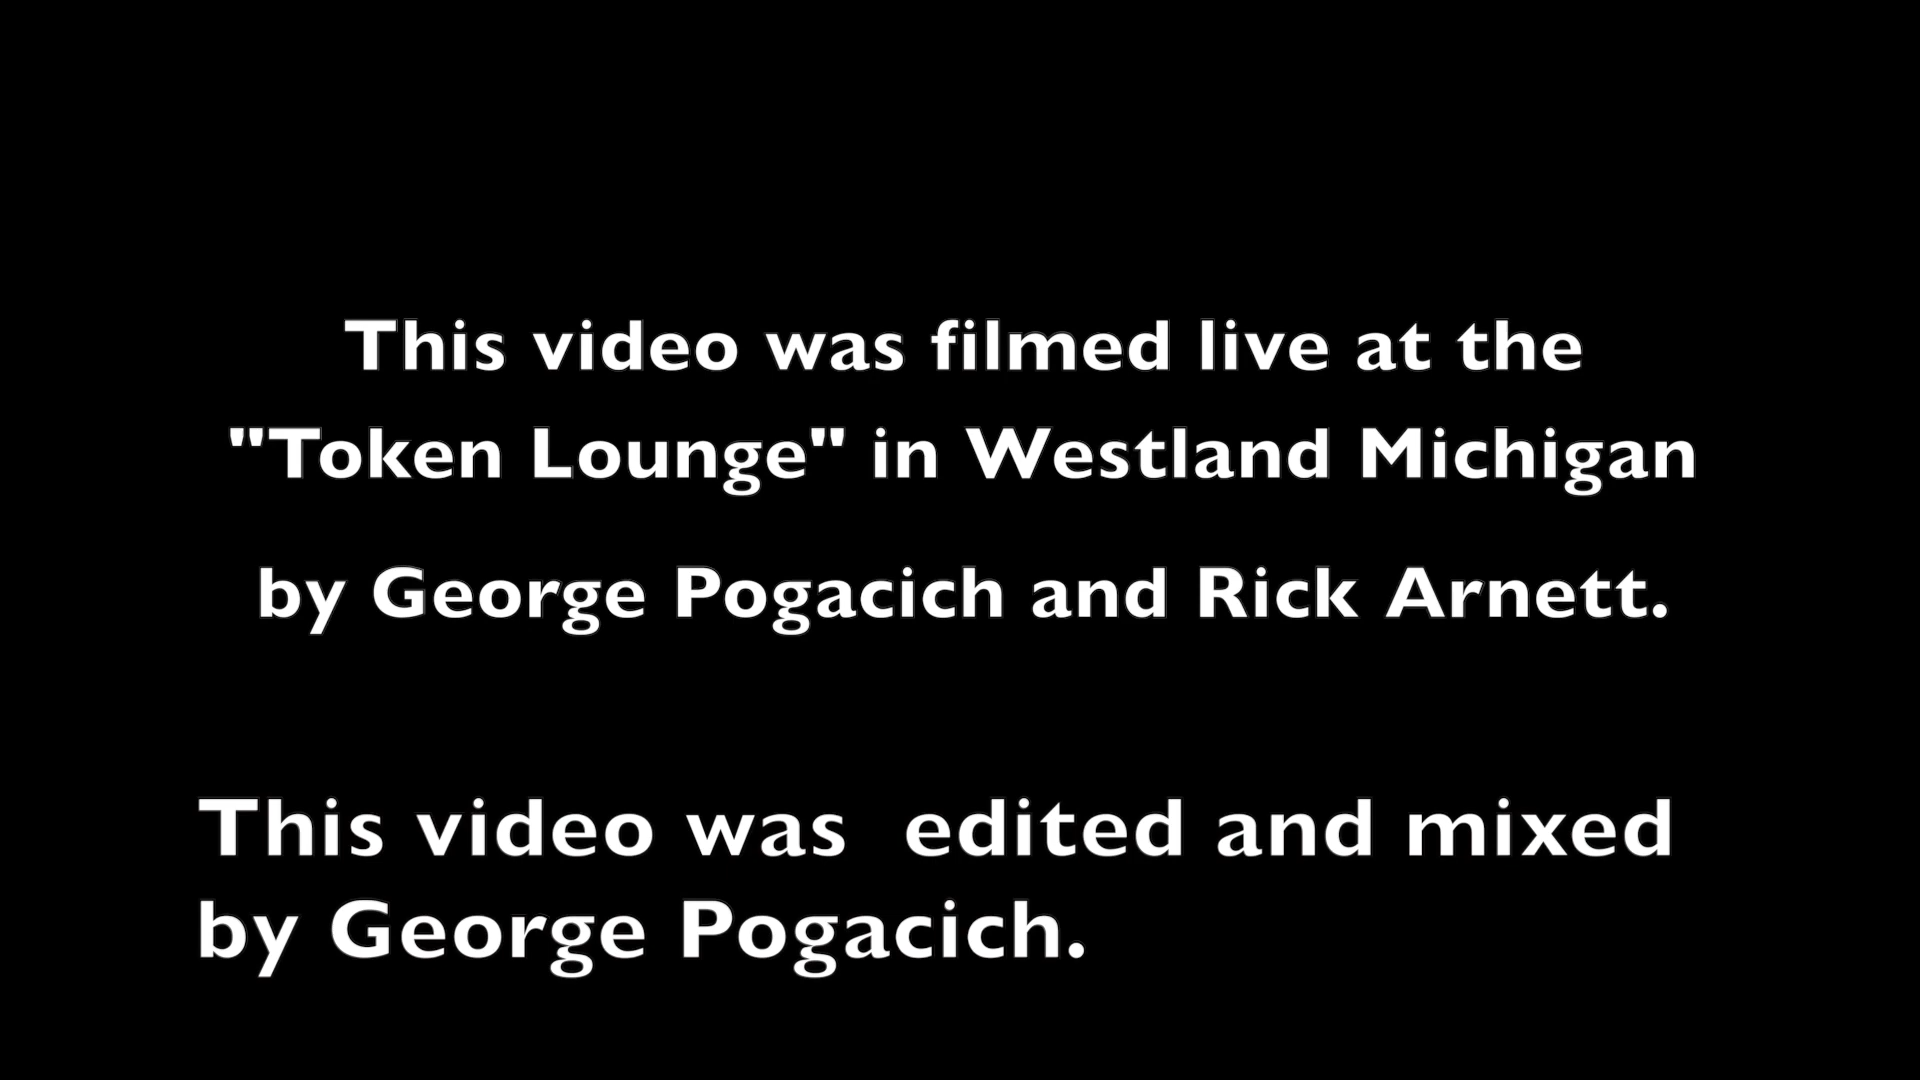 This video was filmed live at the
"Token Lounge" in Westland Michigan
by George Pogacich and Rick Arnett.
This video was  edited and mixed
by George Pogacich.